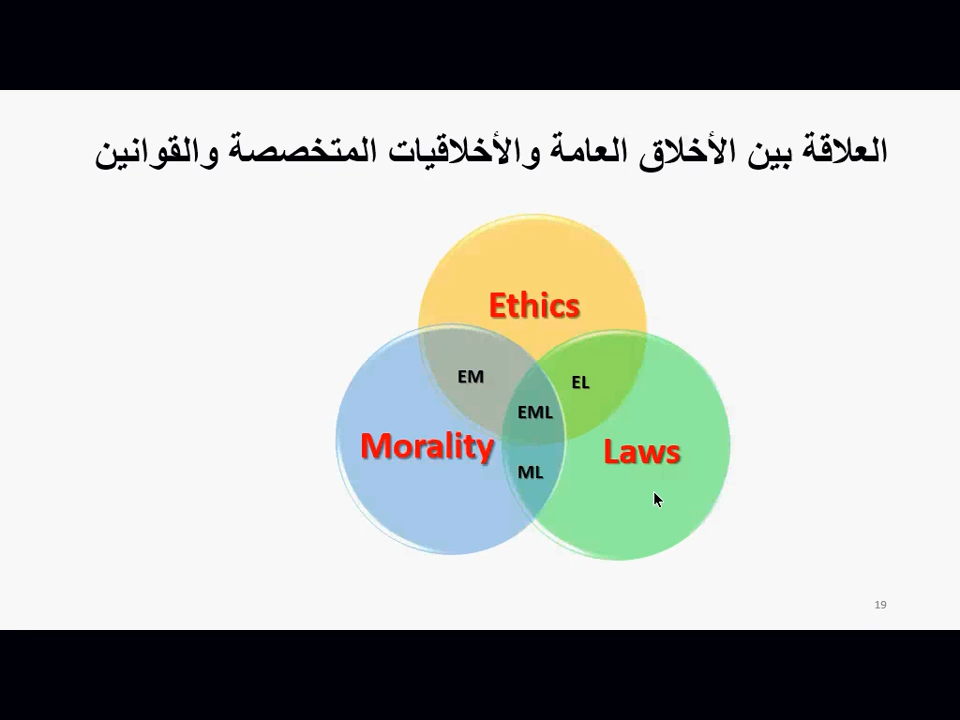 العلاقة بين الأخلاق العامة والأخلاقيات المتخصصة والقوانين
Ethics
EM
EL
EML
Morality
Laws
ML
19